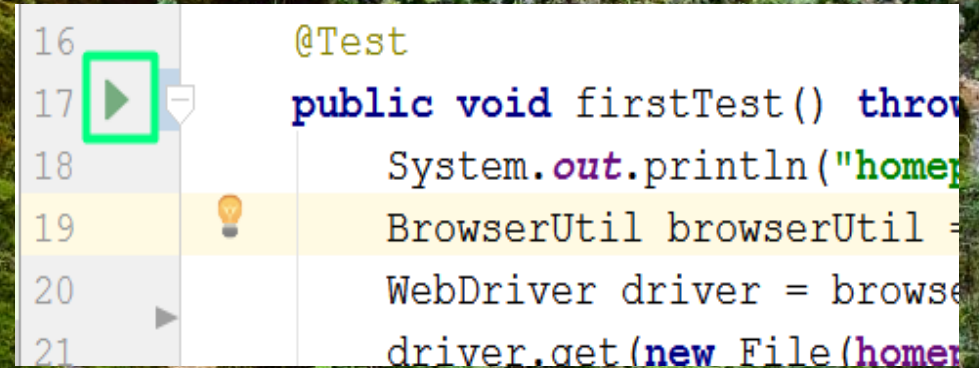 16 @Test
17 public void firstTest() throw
18 System.out.println("homep
19 BrowserUtil browserUtil =
20 WebDriver driver = browse
21 driver.get(new File(homep